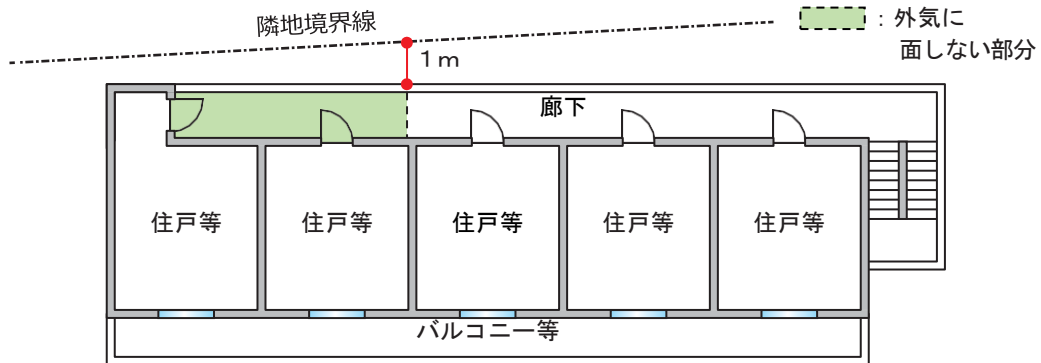 隣地境界線
：外気に
面しない部分
1ｍ
廊下
住戸等
住戸等
住戸等
住戸等
住戸等
バルコニー等